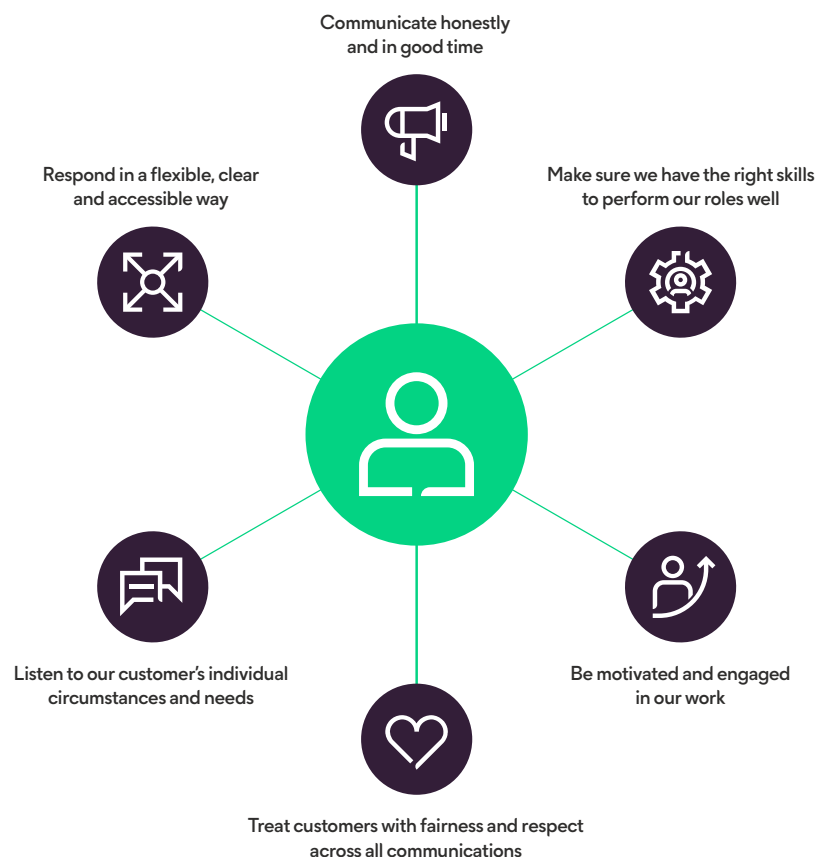 Communicate honestly
and in good time
Respond in a flexible, clear
and accessible way
Make sure we have the right skills
to perform our roles well
Listen to our customer's individual
circumstances and needs
Be motivated and engaged
in our work
Treat customers with fairness and respect
across all communications